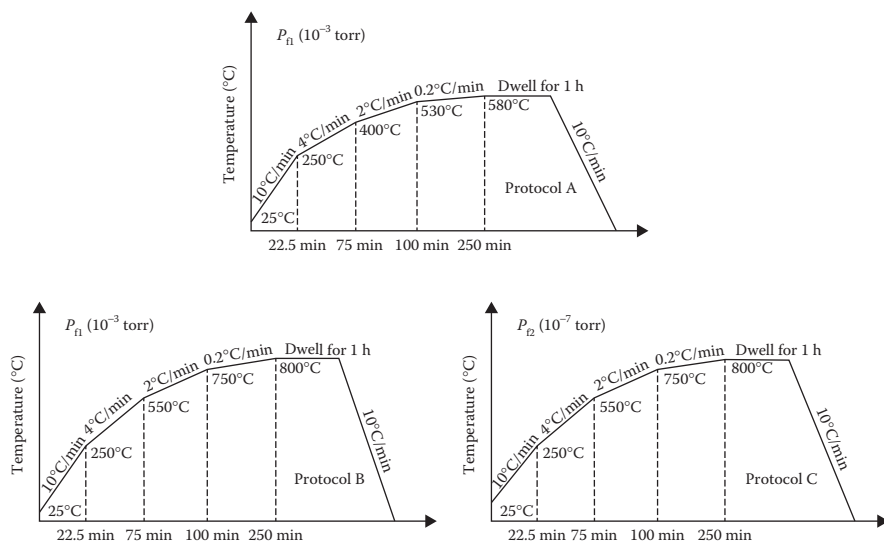 P_f1 (10^−3 torr)
Temperature (°C)
10°C/min
4°C/min
2°C/min
0.2°C/min
Dwell for 1 h
10°C/min
25°C
250°C
400°C
530°C
580°C
Protocol A
22.5 min 75 min 100 min 250 min
P_f1 (10^−3 torr)
Temperature (°C)
10°C/min
4°C/min
2°C/min
0.2°C/min
Dwell for 1 h
10°C/min
25°C
250°C
550°C
750°C
800°C
Protocol B
22.5 min 75 min 100 min 250 min
P_f2 (10^−7 torr)
Temperature (°C)
10°C/min
4°C/min
2°C/min
0.2°C/min
Dwell for 1 h
10°C/min
25°C
250°C
550°C
750°C
800°C
Protocol C
22.5 min 75 min 100 min 250 min